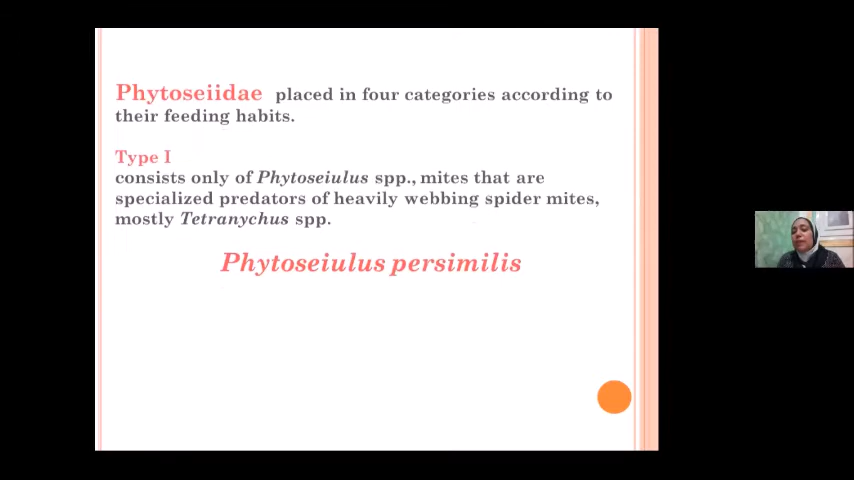 Phytoseiidae placed in four categories according to
their feeding habits.
Type I
consists only of Phytoseiulus spp., mites that are
specialized predators of heavily webbing spider mites,
mostly Tetranychus spp.
Phytoseiulus persimilis